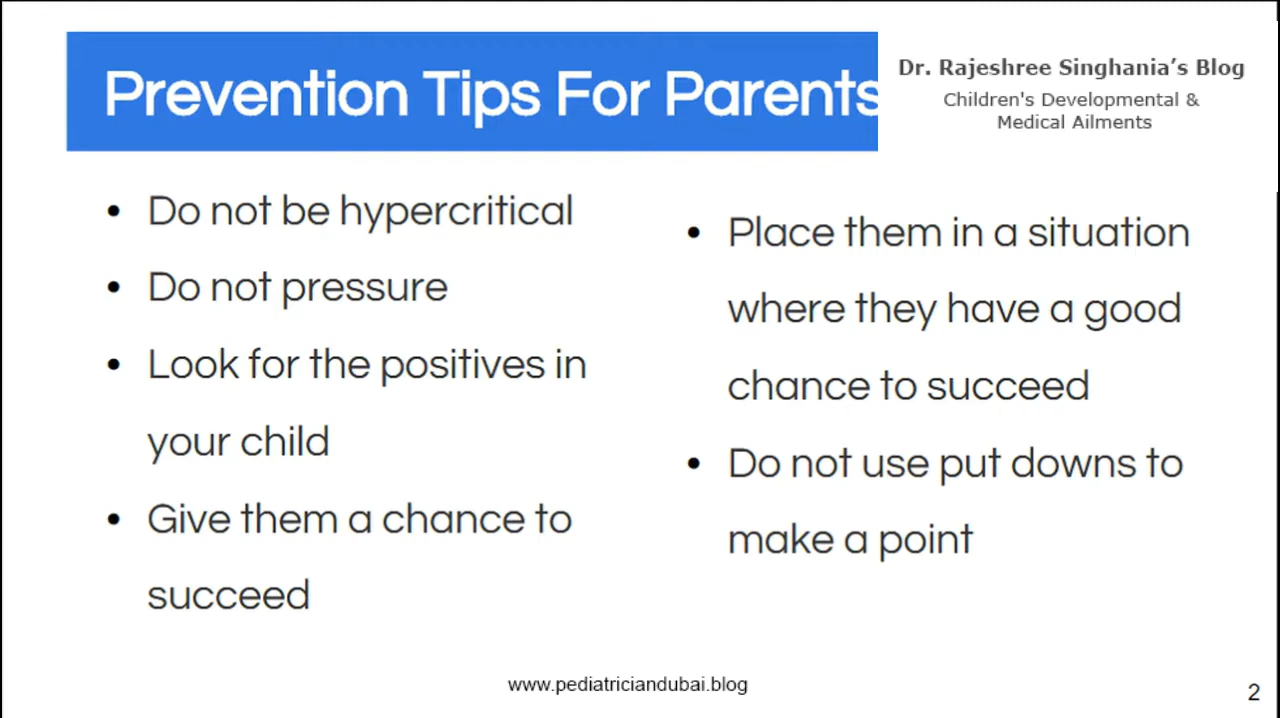 Prevention Tips For Parents
Dr. Rajeshree Singhania's Blog
Children's Developmental &
Medical Ailments
• Do not be hypercritical
• Do not pressure
• Look for the positives in
your child
• Give them a chance to
succeed
• Place them in a situation
where they have a good
chance to succeed
• Do not use put downs to
make a point
www.pediatriciandubai.blog
2